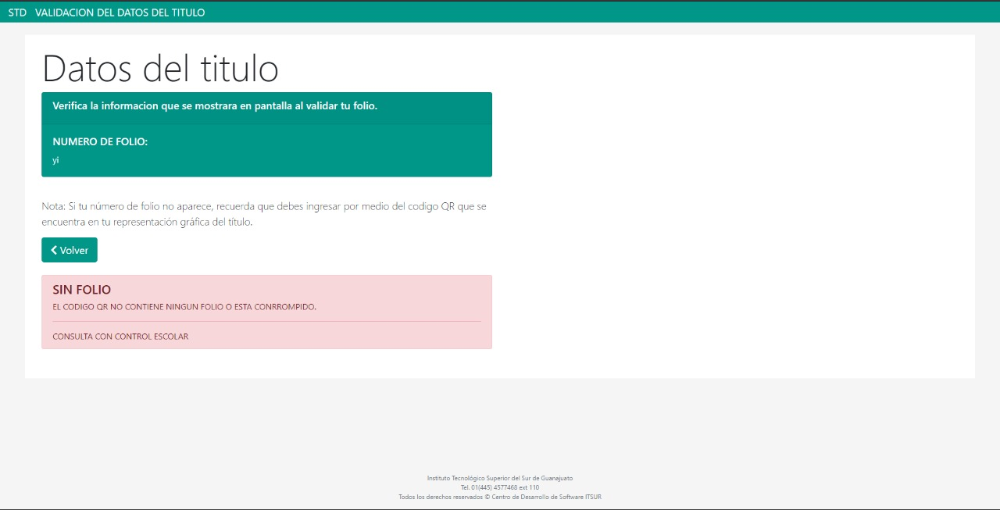 STD VALIDACION DEL DATOS DEL TITULO
Datos del titulo
Verifica la informacion que se mostrara en pantalla al validar tu folio.
NUMERO DE FOLIO:
yi
Nota: Si tu número de folio no aparece, recuerda que debes ingresar por medio del codigo QR que se
encuentra en tu representación gráfica del título.
Volver
SIN FOLIO
EL CODIGO QR NO CONTIENE NINGUN FOLIO O ESTA CONRROMPIDO.
CONSULTA CON CONTROL ESCOLAR
Instituto Tecnológico Superior del Sur de Guanajuato
Tel. 01(445) 4577468 ext 110
Todos los derechos reservados © Centro de Desarrollo de Software ITSUR